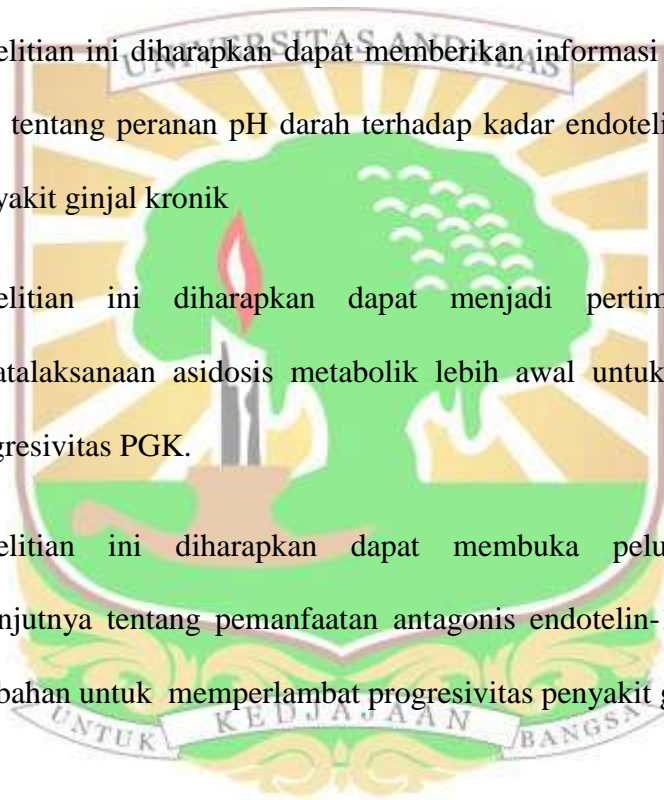 UNIVERSITAS ANDALAS
elitian ini diharapkan dapat memberikan informasi
tentang peranan pH darah terhadap kadar endoteli
yakit ginjal kronik
elitian ini diharapkan dapat menjadi pertim
atalaksanaan asidosis metabolik lebih awal untuk
gresivitas PGK.
elitian ini diharapkan dapat membuka pelu
njutnya tentang pemanfaatan antagonis endotelin-
bahan untuk memperlambat progresivitas penyakit g
UNTUK KEDJAJAAN BANGSA